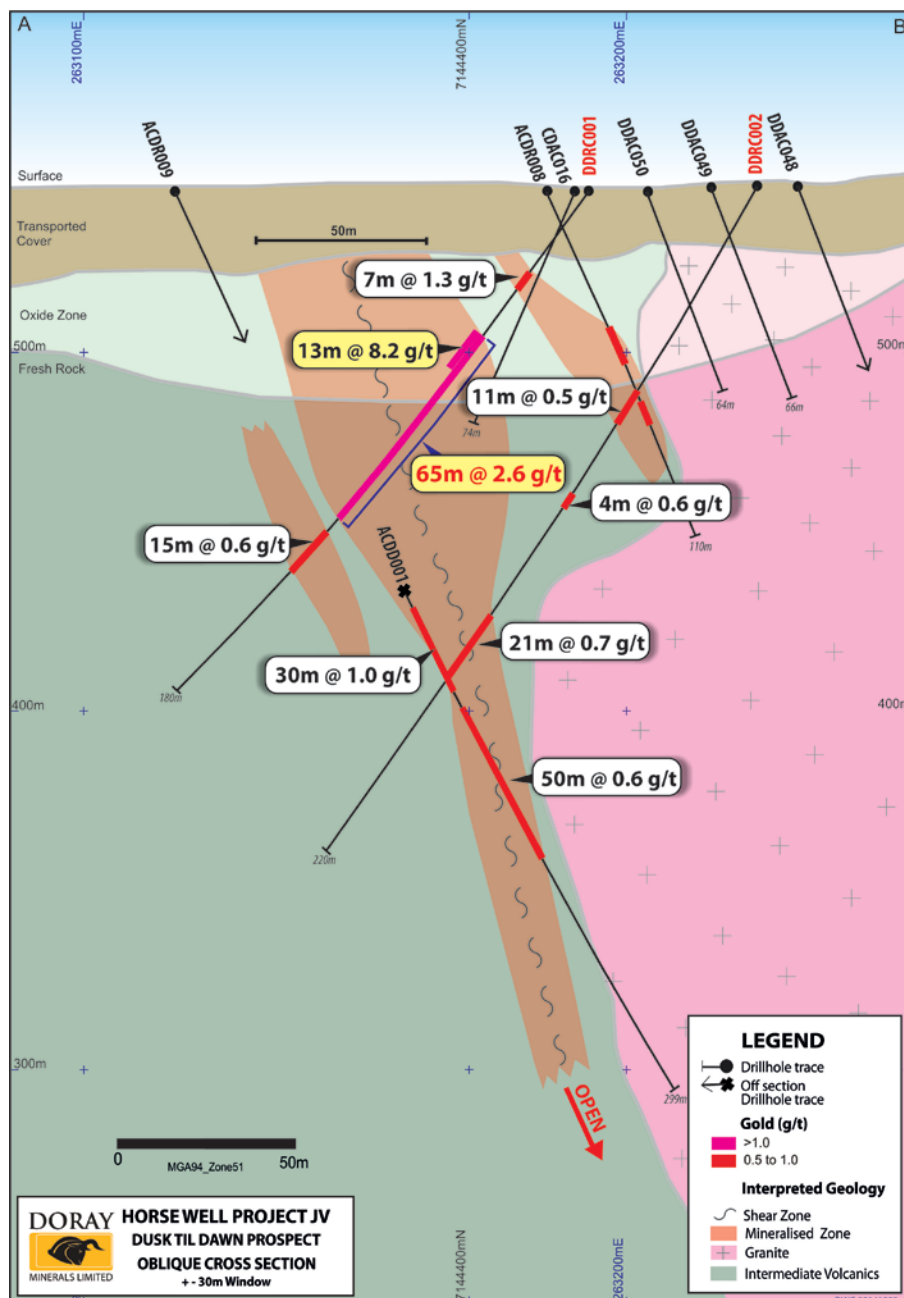 A
B
263100mE
7144400mN
263200mE
ACDR009
ACDR008
CDAC016
DDRC001
DDAC050
DDAC049
DDRC002
DDAC048
Surface
Transported
Cover
50m
7m @ 1.3 g/t
Oxide Zone
13m @ 8.2 g/t
500m
500m
Fresh Rock
11m @ 0.5 g/t
64m
66m
74m
65m @ 2.6 g/t
4m @ 0.6 g/t
15m @ 0.6 g/t
110m
ACDD001
21m @ 0.7 g/t
30m @ 1.0 g/t
180m
400m
400m
50m @ 0.6 g/t
220m
300m
299m
OPEN
LEGEND
Drillhole trace
Off section
Drillhole trace
Gold (g/t)
>1.0
0.5 to 1.0
Interpreted Geology
Shear Zone
Mineralised Zone
Granite
Intermediate Volcanics
0
50m
MGA94_Zone51
DORAY
MINERALS LIMITED
HORSE WELL PROJECT JV
DUSK TIL DAWN PROSPECT
OBLIQUE CROSS SECTION
+ - 30m Window
7144400mN
263200mE